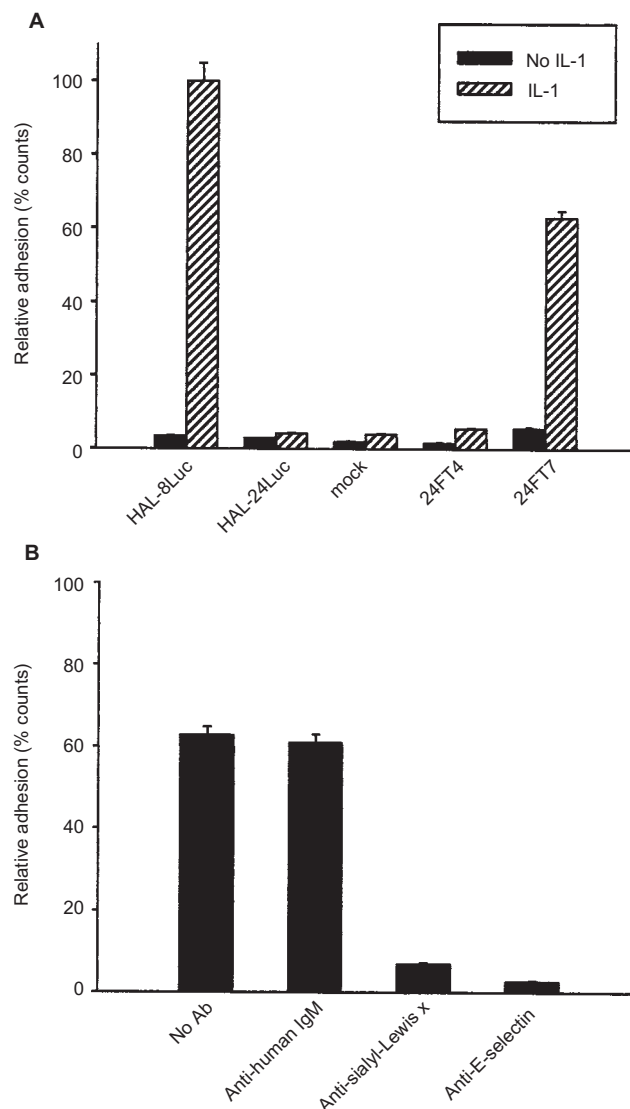 A
No IL-1
IL-1
Relative adhesion (% counts)
100
80
60
40
20
0
HAL-8Luc
HAL-24Luc
mock
24FT4
24FT7
B
Relative adhesion (% counts)
100
80
60
40
20
0
No Ab
Anti-human IgM
Anti-sialyl-Lewis x
Anti-E-selectin